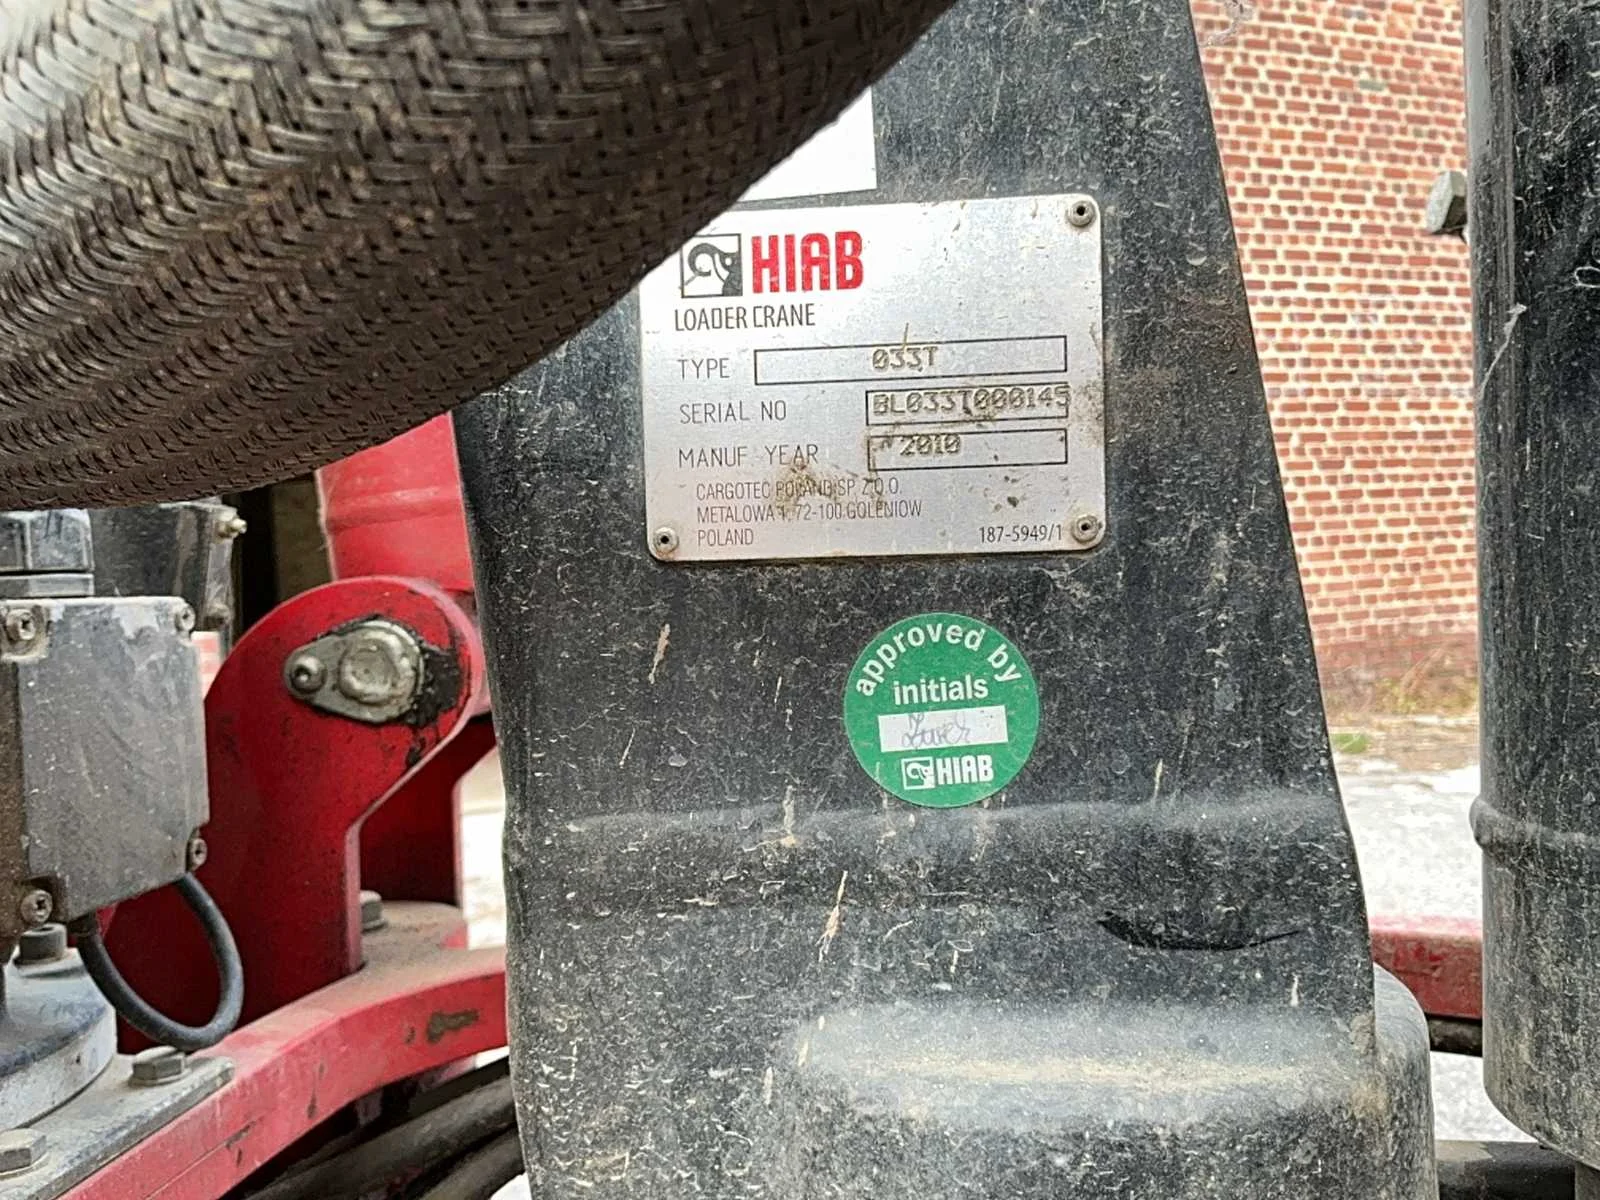 HIAB
LOADER CRANE
TYPE 033T
SERIAL NO BL033T000145
MANUF YEAR 2010
CARGOTEC POLAND SP. Z.O.O.
METALOWA 1, 72-100 GOLENIOW
POLAND 187-5949/1
approved by
initials
HIAB